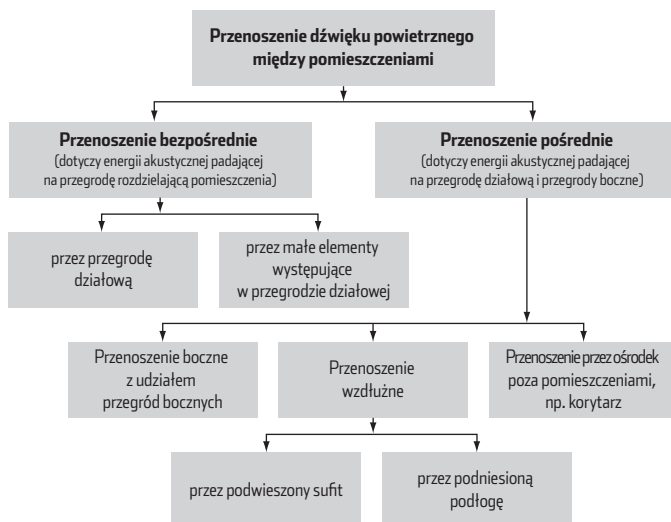 Przenoszenie dźwięku powietrznego
między pomieszczeniami
Przenoszenie bezpośrednie
(dotyczy energii akustycznej padającej
na przegrodę rozdzielającą pomieszczenia)
Przenoszenie pośrednie
(dotyczy energii akustycznej padającej
na przegrodę działową i przegrody boczne)
przez przegrodę
działową
przez małe elementy
występujące
w przegrodzie działowej
Przenoszenie boczne
z udziałem
przegród bocznych
Przenoszenie
wzdłużne
Przenoszenie przez ośrodek
poza pomieszczeniami,
np. korytarz
przez podwieszony sufit
przez podniesioną
podłogę